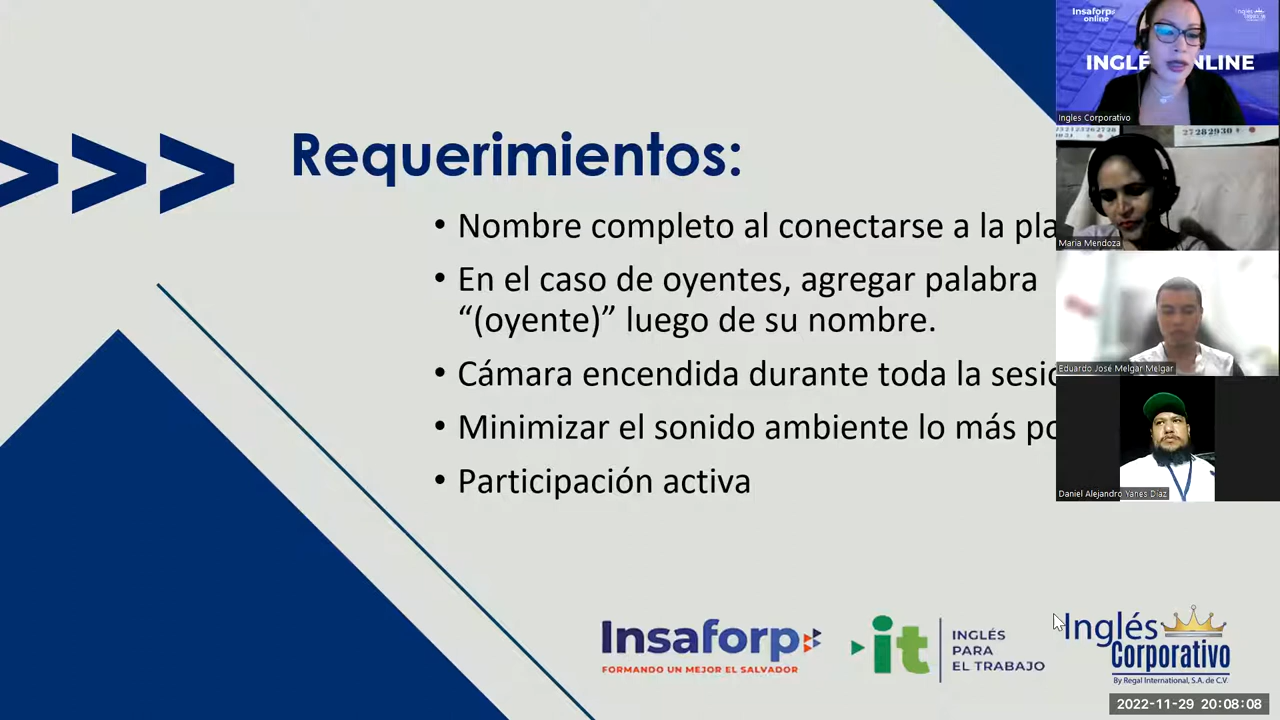 Requerimientos:
• Nombre completo al conectarse a la pla
• En el caso de oyentes, agregar palabra
“(oyente)” luego de su nombre.
• Cámara encendida durante toda la sesi
• Minimizar el sonido ambiente lo más po
• Participación activa
Insaforp
FORMANDO UN MEJOR EL SALVADOR
it
INGLÉS
PARA
EL TRABAJO
Inglés
Corporativo
By Regal International, S.A. de C.V.
Insaforp
online
INGLÉ NLINE
Ingles Corporativo
27282930
Maria Mendoza
Eduardo José Melgar Melgar
Daniel Alejandro Yanes Díaz
2022-11-29 20:08:08